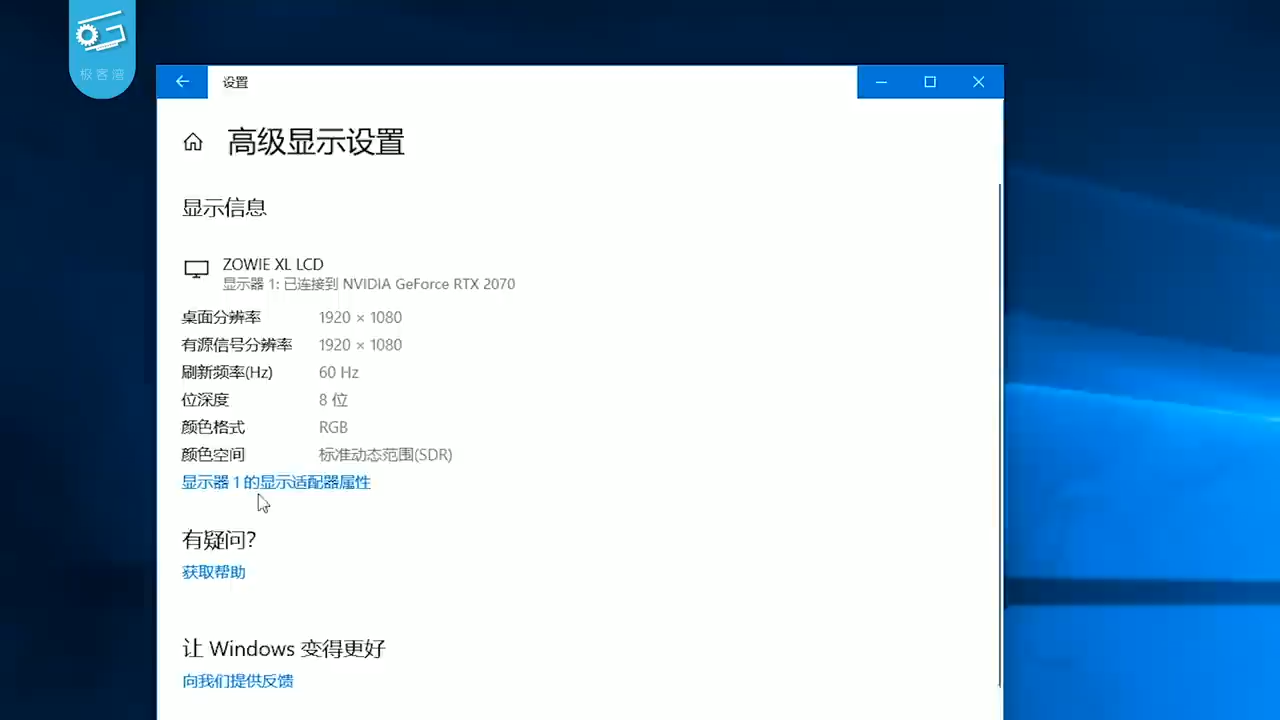 极客湾
设置
高级显示设置
显示信息
ZOWIE XL LCD
显示器 1: 已连接到 NVIDIA GeForce RTX 2070
桌面分辨率 1920 × 1080
有源信号分辨率 1920 × 1080
刷新频率(Hz) 60 Hz
位深度 8 位
颜色格式 RGB
颜色空间 标准动态范围(SDR)
显示器 1 的显示适配器属性
有疑问?
获取帮助
让 Windows 变得更好
向我们提供反馈